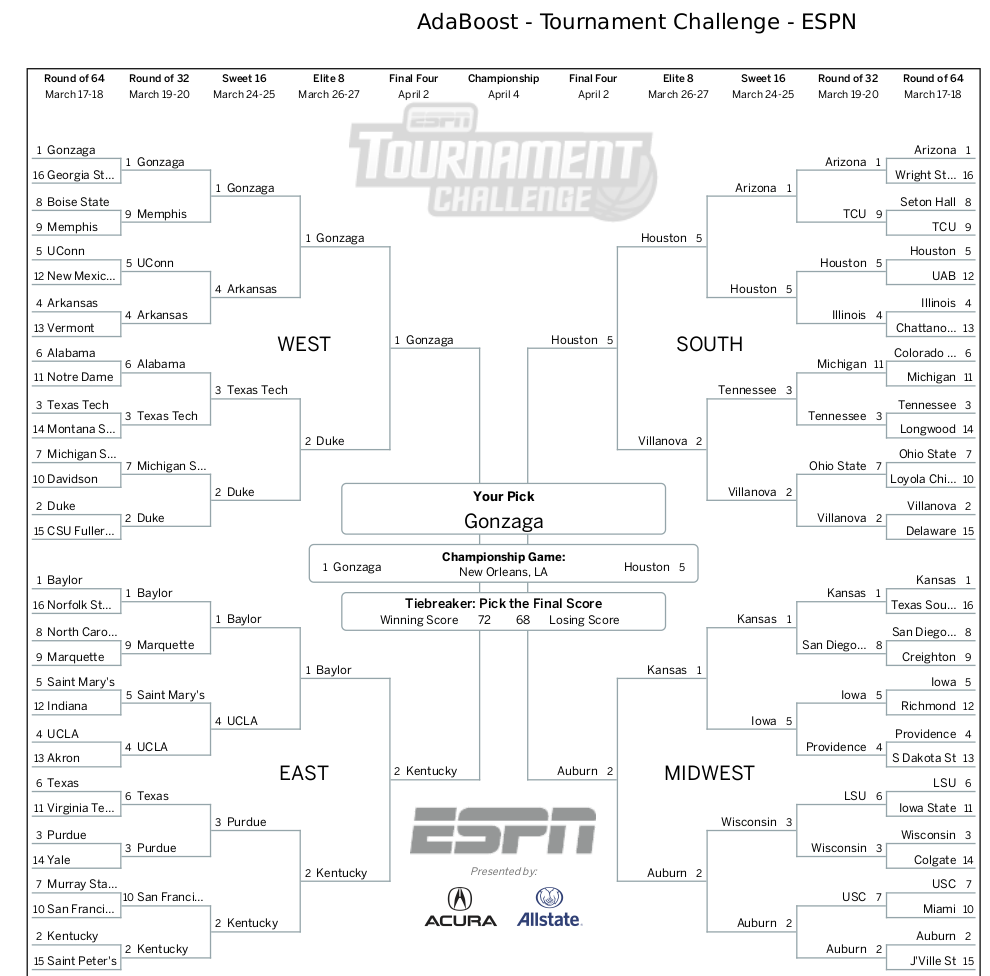 AdaBoost - Tournament Challenge - ESPN
Round of 64 Round of 32 Sweet 16 Elite 8 Final Four Championship Final Four Elite 8 Sweet 16 Round of 32 Round of 64
March 17-18 March 19-20 March 24-25 March 26-27 April 2 April 4 April 2 March 26-27 March 24-25 March 19-20 March 17-18
ESPN
TOURNAMENT
CHALLENGE
1 Gonzaga
16 Georgia St...
8 Boise State
9 Memphis
5 UConn
12 New Mexic...
4 Arkansas
13 Vermont
6 Alabama
11 Notre Dame
3 Texas Tech
14 Montana S...
7 Michigan S...
10 Davidson
2 Duke
15 CSU Fuller...
1 Gonzaga
9 Memphis
5 UConn
4 Arkansas
6 Alabama
3 Texas Tech
7 Michigan S...
2 Duke
1 Gonzaga
4 Arkansas
3 Texas Tech
2 Duke
1 Gonzaga
2 Duke
1 Gonzaga
WEST
Arizona 1
Wright St... 16
Seton Hall 8
TCU 9
Houston 5
UAB 12
Illinois 4
Chattano... 13
Colorado ... 6
Michigan 11
Tennessee 3
Longwood 14
Ohio State 7
Loyola Chi... 10
Villanova 2
Delaware 15
Arizona 1
TCU 9
Houston 5
Illinois 4
Michigan 11
Tennessee 3
Ohio State 7
Villanova 2
Arizona 1
Houston 5
Tennessee 3
Villanova 2
Houston 5
Villanova 2
Houston 5
SOUTH
Your Pick
Gonzaga
Championship Game:
New Orleans, LA
1 Gonzaga Houston 5
Tiebreaker: Pick the Final Score
Winning Score 72 68 Losing Score
1 Baylor
16 Norfolk St...
8 North Caro...
9 Marquette
5 Saint Mary's
12 Indiana
4 UCLA
13 Akron
6 Texas
11 Virginia Te...
3 Purdue
14 Yale
7 Murray Sta...
10 San Franci...
2 Kentucky
15 Saint Peter's
1 Baylor
9 Marquette
5 Saint Mary's
4 UCLA
6 Texas
3 Purdue
10 San Franci...
2 Kentucky
1 Baylor
4 UCLA
3 Purdue
2 Kentucky
1 Baylor
2 Kentucky
2 Kentucky
EAST
Kansas 1
Texas Sou... 16
San Diego... 8
Creighton 9
Iowa 5
Richmond 12
Providence 4
S Dakota St 13
LSU 6
Iowa State 11
Wisconsin 3
Colgate 14
USC 7
Miami 10
Auburn 2
J'Ville St 15
Kansas 1
San Diego... 8
Iowa 5
Providence 4
LSU 6
Wisconsin 3
USC 7
Auburn 2
Kansas 1
Iowa 5
Wisconsin 3
Auburn 2
Kansas 1
Auburn 2
Auburn 2
MIDWEST
ESPN
Presented by:
ACURA
Allstate.